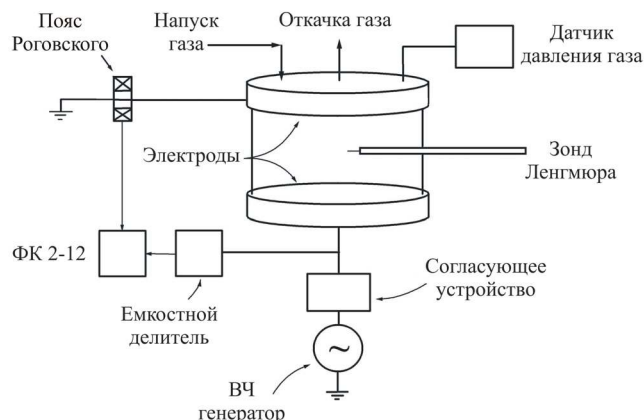 Пояс
Роговского
Напуск
газа
Откачка газа
Датчик
давления газа
Электроды
Зонд
Ленгмюра
ФК 2-12
Емкостной
делитель
Согласующее
устройство
~
ВЧ
генератор